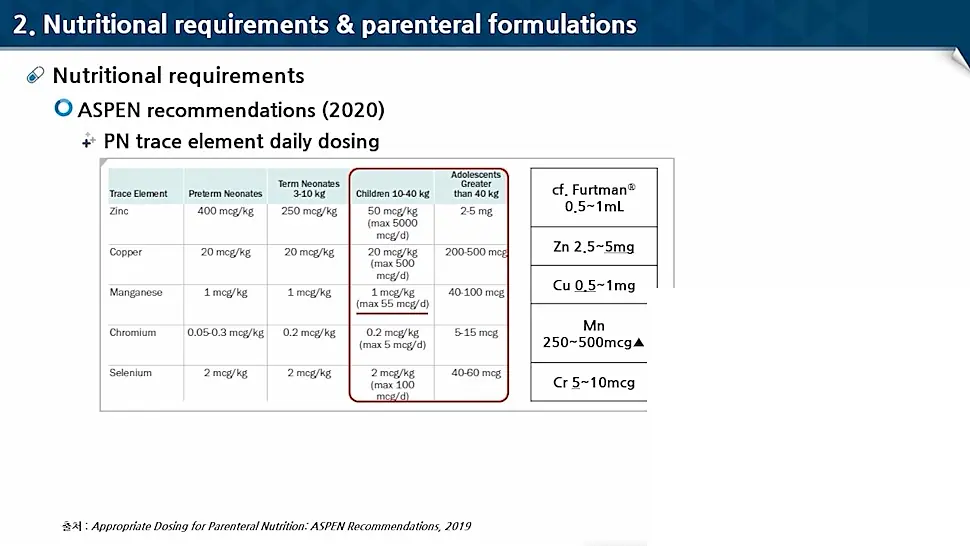 2. Nutritional requirements & parenteral formulations
Nutritional requirements
ASPEN recommendations (2020)
PN trace element daily dosing
Trace Element Preterm Neonates Term Neonates 3-10 kg Children 10-40 kg Adolescents Greater than 40 kg
Zinc 400 mcg/kg 250 mcg/kg 50 mcg/kg (max 5000 mcg/d) 2-5 mg
Copper 20 mcg/kg 20 mcg/kg 20 mcg/kg (max 500 mcg/d) 200-500 mcg
Manganese 1 mcg/kg 1 mcg/kg 1 mcg/kg (max 55 mcg/d) 40-100 mcg
Chromium 0.05-0.3 mcg/kg 0.2 mcg/kg 0.2 mcg/kg (max 5 mcg/d) 5-15 mcg
Selenium 2 mcg/kg 2 mcg/kg 2 mcg/kg (max 100 mcg/d) 40-60 mcg
cf. Furtman®
0.5~1mL
Zn 2.5~5mg
Cu 0.5~1mg
Mn
250~500mcg▲
Cr 5~10mcg
출처 : Appropriate Dosing for Parenteral Nutrition: ASPEN Recommendations, 2019